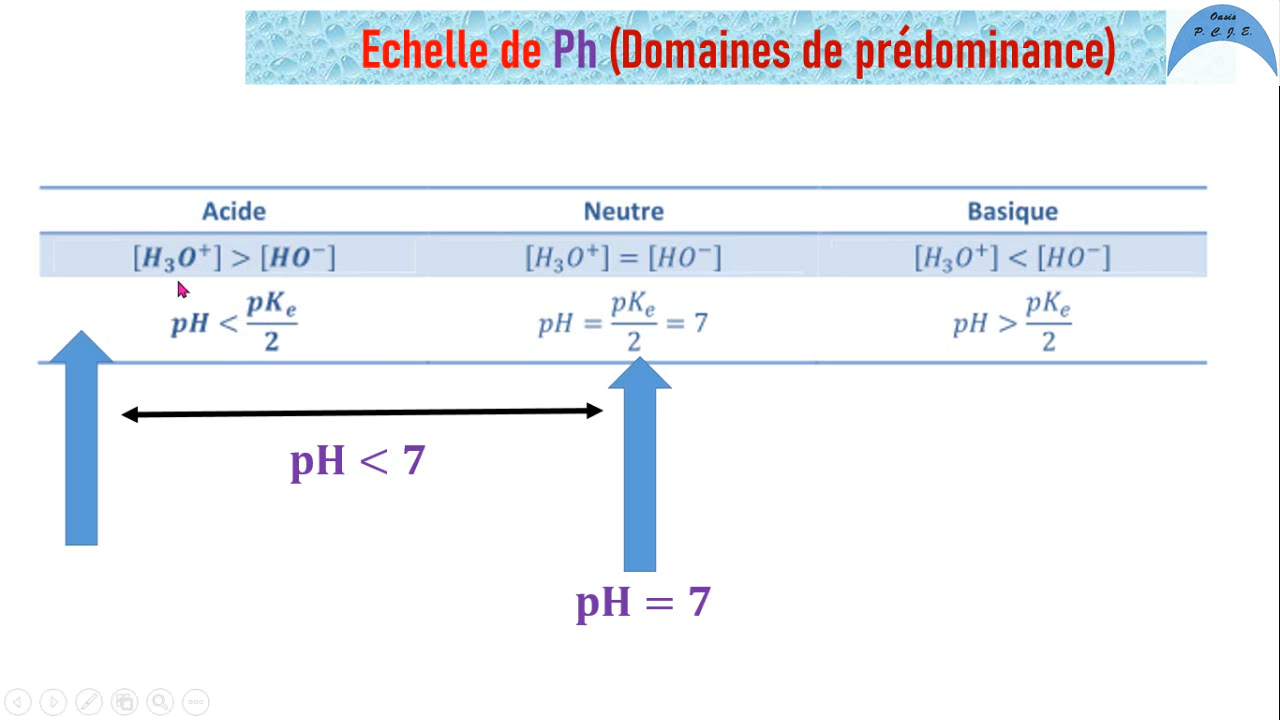 Echelle de Ph (Domaines de prédominance)
Oasis
P. C. J. E.
Acide Neutre Basique
[H₃O⁺] > [HO⁻] [H₃O⁺] = [HO⁻] [H₃O⁺] < [HO⁻]
pH < pKₑ/2 pH = pKₑ/2 = 7 pH > pKₑ/2
pH < 7
pH = 7